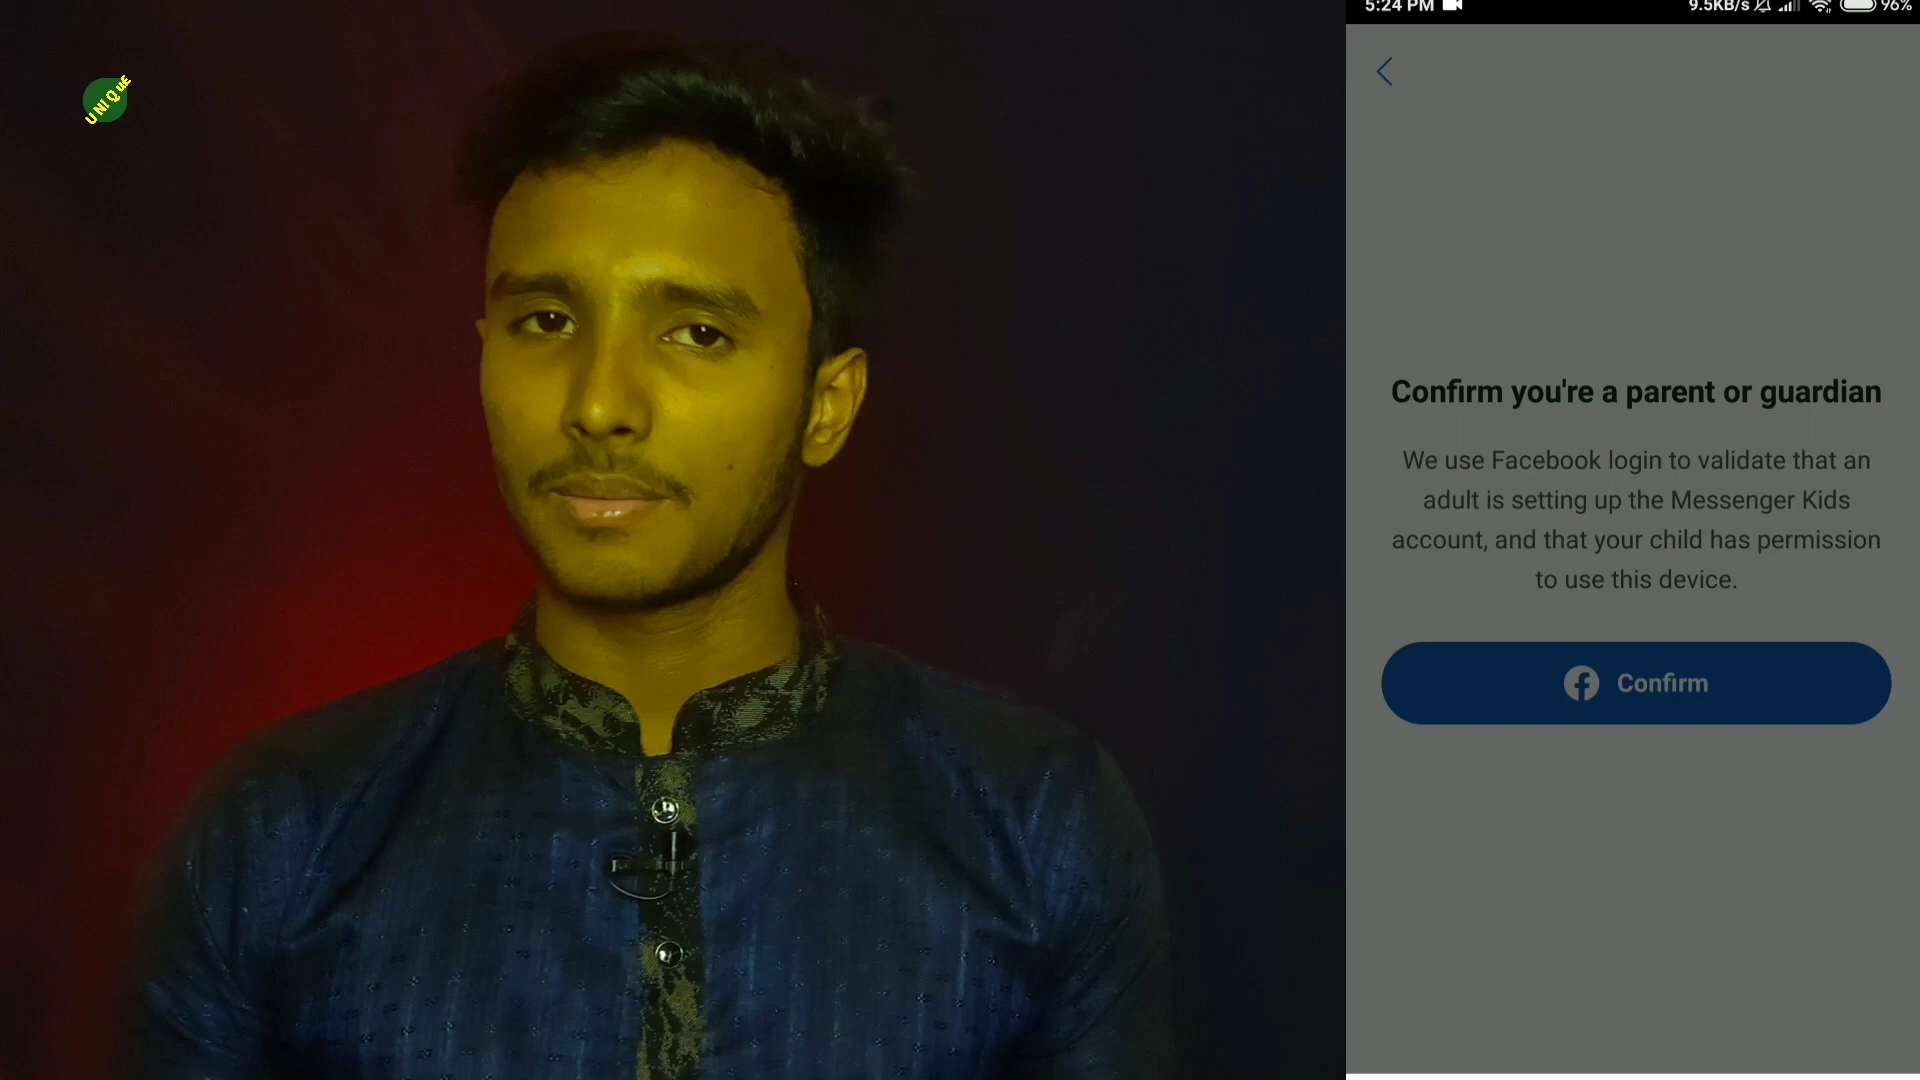 UNIQuE
5:24 PM
9.5KB/s
96%
Confirm you're a parent or guardian
We use Facebook login to validate that an
adult is setting up the Messenger Kids
account, and that your child has permission
to use this device.
Confirm